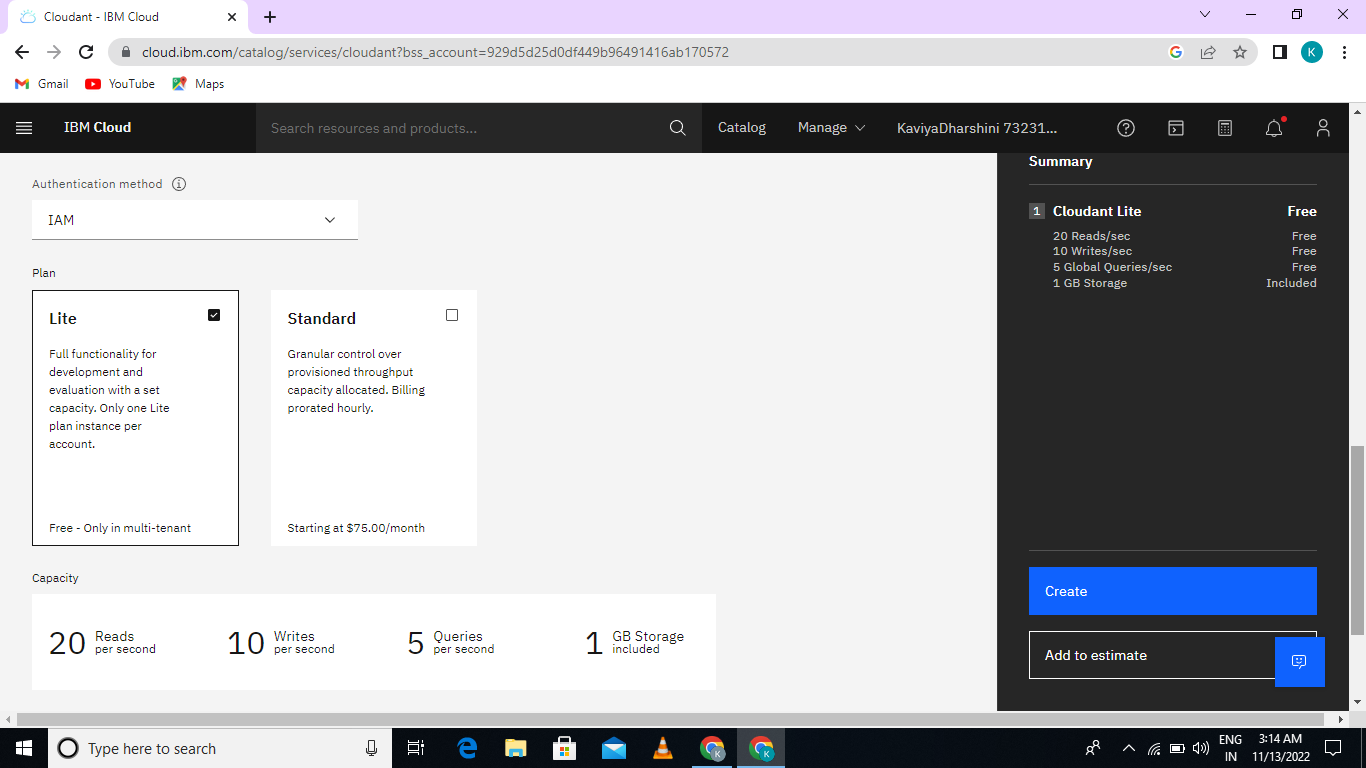 Cloudant - IBM Cloud
cloud.ibm.com/catalog/services/cloudant?bss_account=929d5d25d0df449b96491416ab170572
K
Gmail
YouTube
Maps
IBM Cloud
Search resources and products...
Catalog
Manage
KaviyaDharshini 73231...
Authentication method
IAM
Plan
Lite
Full functionality for
development and
evaluation with a set
capacity. Only one Lite
plan instance per
account.
Free - Only in multi-tenant
Standard
Granular control over
provisioned throughput
capacity allocated. Billing
prorated hourly.
Starting at $75.00/month
Capacity
20 Reads
per second
10 Writes
per second
5 Queries
per second
1 GB Storage
included
Summary
1 Cloudant Lite Free
20 Reads/sec Free
10 Writes/sec Free
5 Global Queries/sec Free
1 GB Storage Included
Create
Add to estimate
Type here to search
K
K
ENG
IN
3:14 AM
11/13/2022